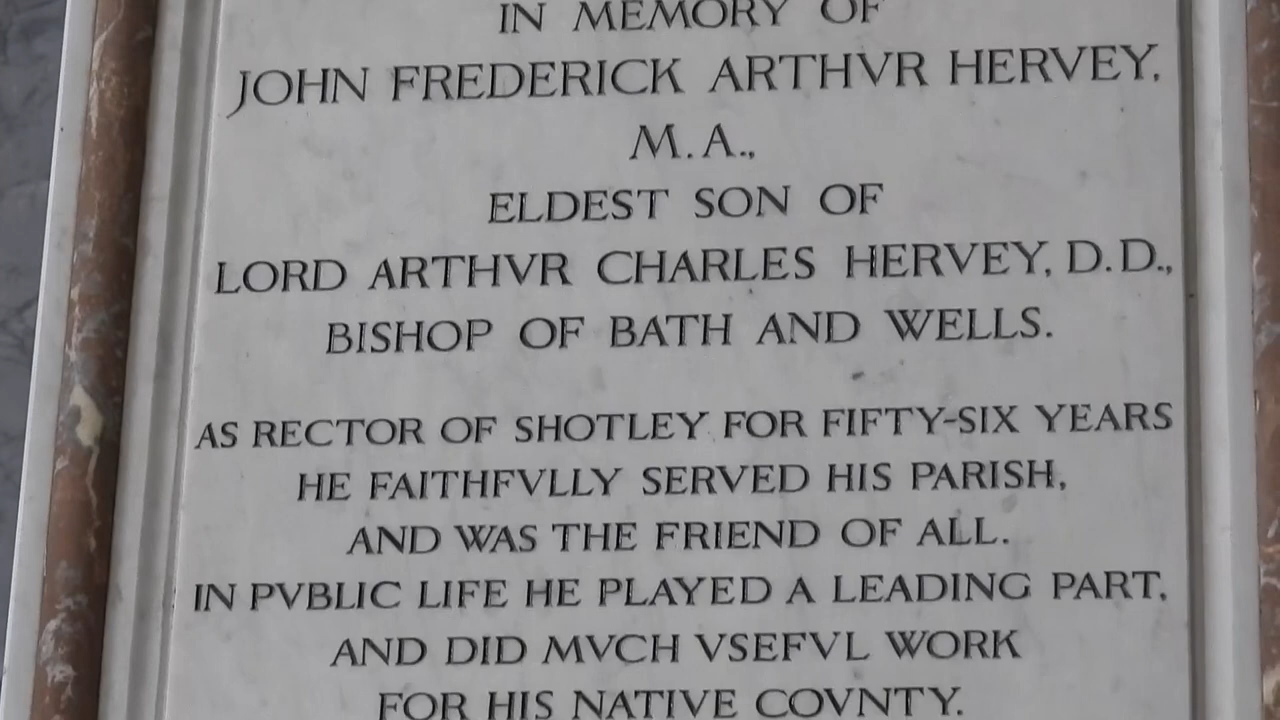 IN MEMORY OF
JOHN FREDERICK ARTHVR HERVEY,
M.A.,
ELDEST SON OF
LORD ARTHVR CHARLES HERVEY, D.D.,
BISHOP OF BATH AND WELLS.
AS RECTOR OF SHOTLEY FOR FIFTY-SIX YEARS
HE FAITHFVLLY SERVED HIS PARISH,
AND WAS THE FRIEND OF ALL.
IN PVBLIC LIFE HE PLAYED A LEADING PART,
AND DID MVCH VSEFVL WORK
FOR HIS NATIVE COVNTY.